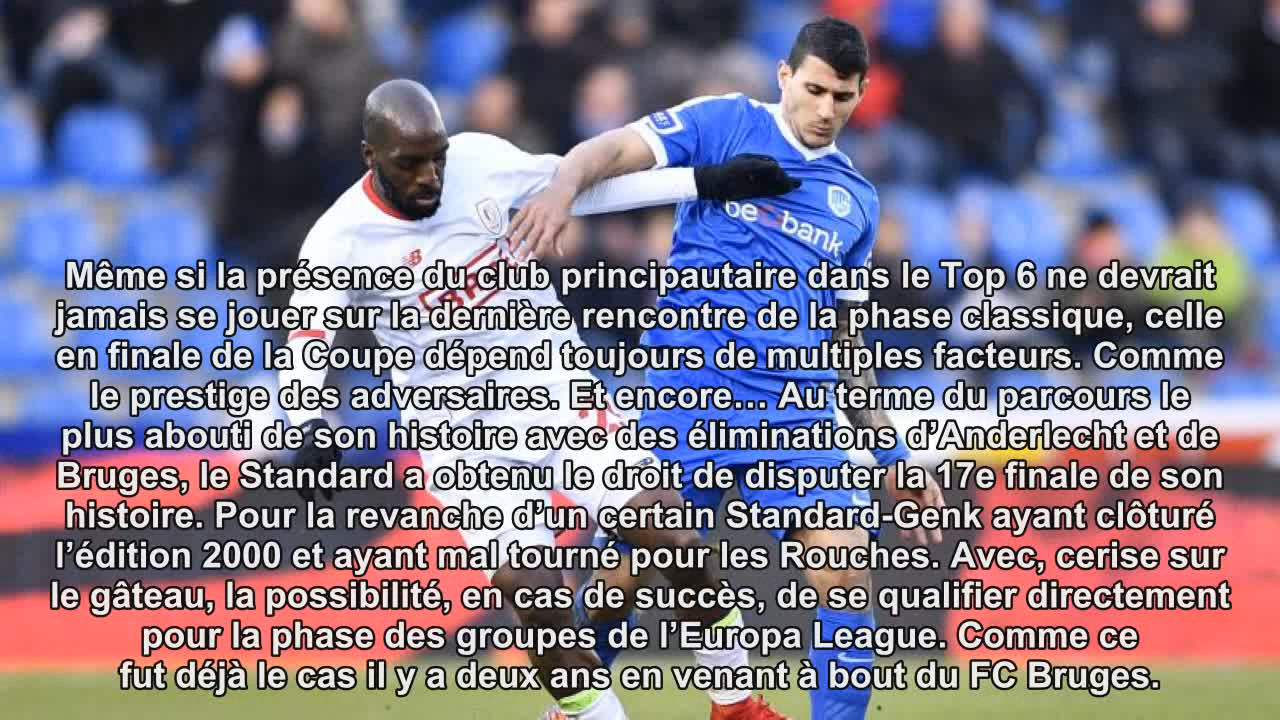 be bank
Même si la présence du club principautaire dans le Top 6 ne devrait
jamais se jouer sur la dernière rencontre de la phase classique, celle
en finale de la Coupe dépend toujours de multiples facteurs. Comme
le prestige des adversaires. Et encore… Au terme du parcours le
plus abouti de son histoire avec des éliminations d’Anderlecht et de
Bruges, le Standard a obtenu le droit de disputer la 17e finale de son
histoire. Pour la revanche d’un certain Standard-Genk ayant clôturé
l’édition 2000 et ayant mal tourné pour les Rouches. Avec, cerise sur
le gâteau, la possibilité, en cas de succès, de se qualifier directement
pour la phase des groupes de l’Europa League. Comme ce
fut déjà le cas il y a deux ans en venant à bout du FC Bruges.